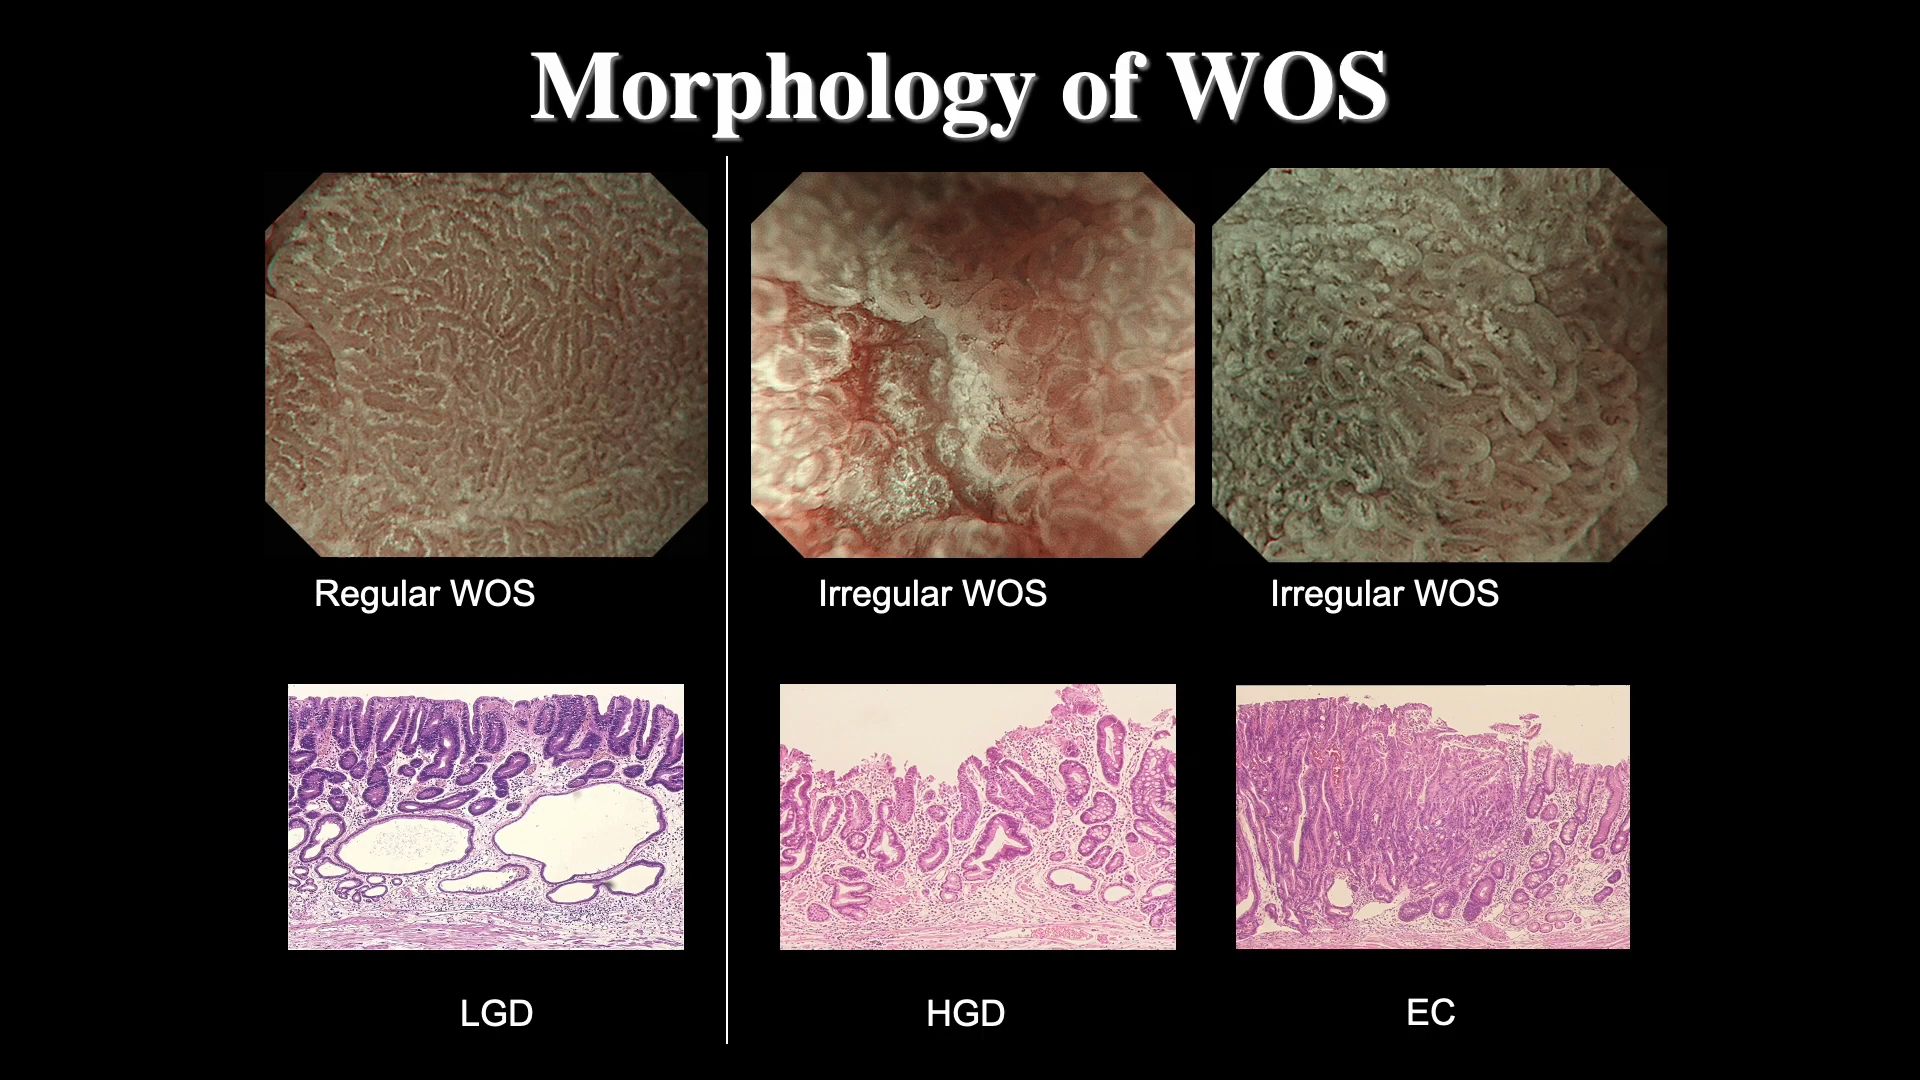 Morphology of WOS
Regular WOS
Irregular WOS
Irregular WOS
LGD
HGD
EC